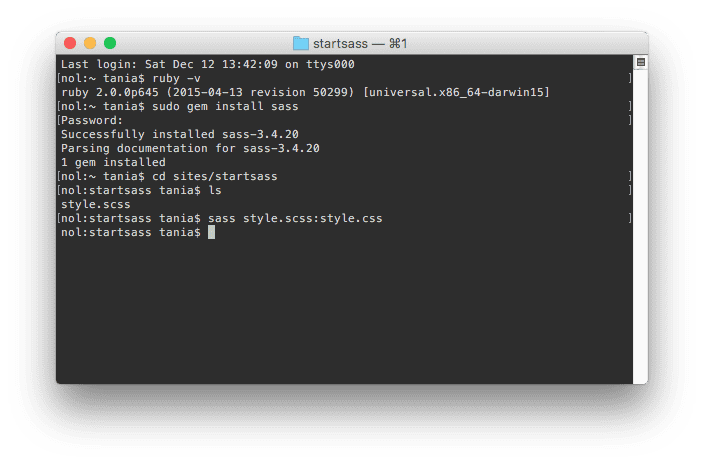 startsass — ⌘1
Last login: Sat Dec 12 13:42:09 on ttys000
[nol:~ tania$ ruby -v ]
ruby 2.0.0p645 (2015-04-13 revision 50299) [universal.x86_64-darwin15]
[nol:~ tania$ sudo gem install sass ]
[Password: ]
Successfully installed sass-3.4.20
Parsing documentation for sass-3.4.20
1 gem installed
[nol:~ tania$ cd sites/startsass ]
[nol:startsass tania$ ls ]
style.scss
[nol:startsass tania$ sass style.scss:style.css ]
nol:startsass tania$